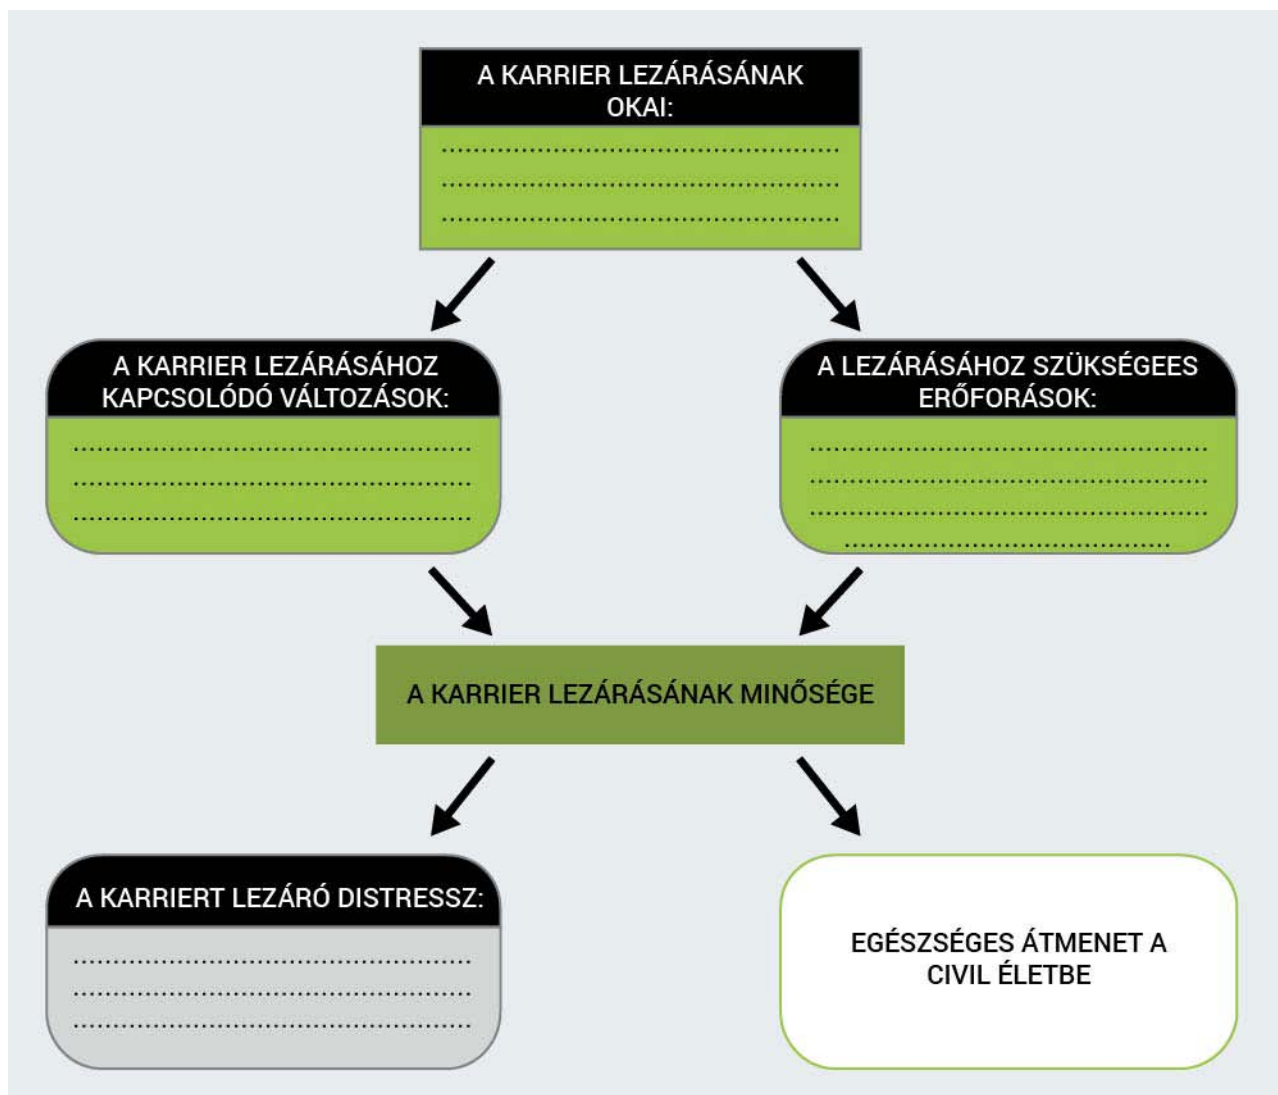 A KARRIER LEZÁRÁSÁNAK
OKAI:
..................................................
..................................................
..................................................
A KARRIER LEZÁRÁSÁHOZ
KAPCSOLÓDÓ VÁLTOZÁSOK:
..................................................
..................................................
..................................................
A LEZÁRÁSÁHOZ SZÜKSÉGEES
ERŐFORÁSOK:
..................................................
..................................................
..................................................
.........................................
A KARRIER LEZÁRÁSÁNAK MINŐSÉGE
A KARRIERT LEZÁRÓ DISTRESSZ:
..................................................
..................................................
..................................................
EGÉSZSÉGES ÁTMENET A
CIVIL ÉLETBE